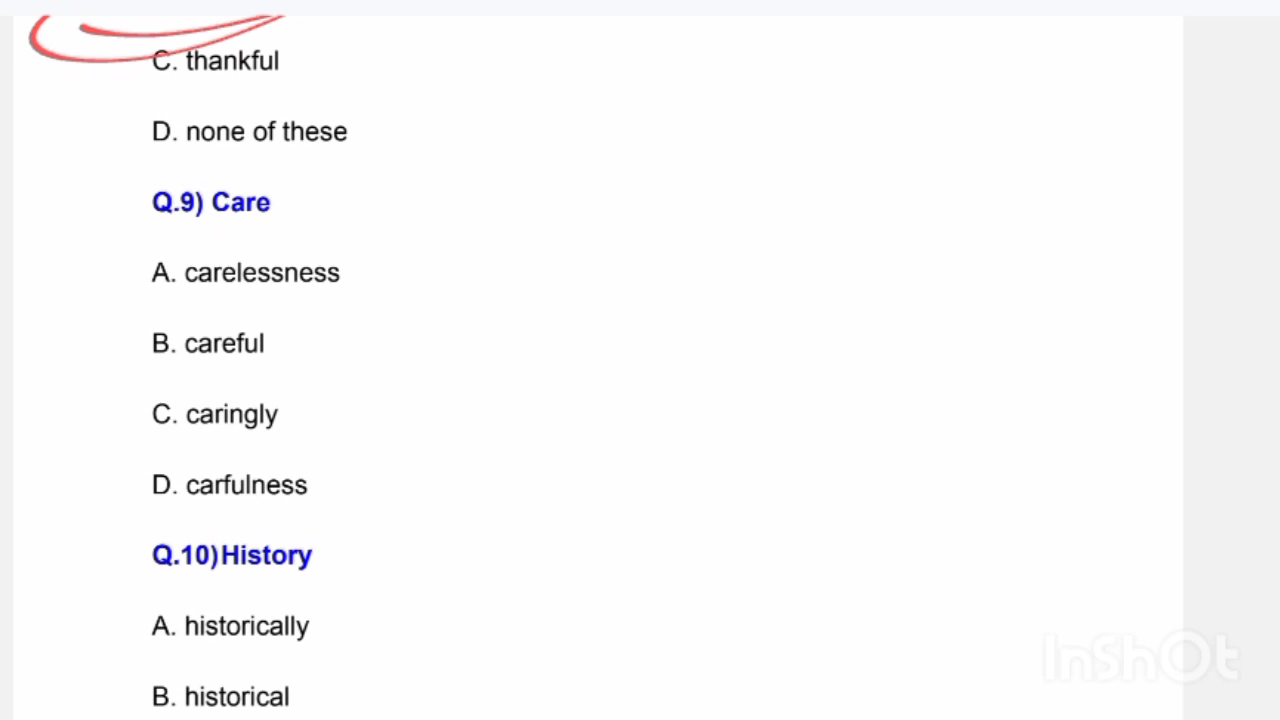 C. thankful
D. none of these
Q.9) Care
A. carelessness
B. careful
C. caringly
D. carfulness
Q.10)History
A. historically
B. historical
InShOt